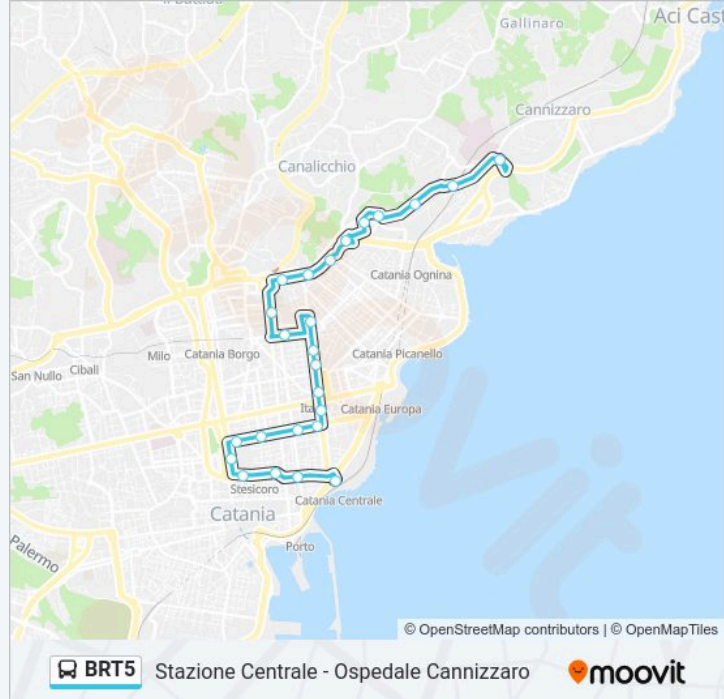 Gallinaro
Aci Cast
Cannizzaro
Canalicchio
Catania Ognina
Milo
Catania Borgo
Catania Picanello
San Nullo
Cibali
Ita
Catania Europa
Stesicoro
Catania Centrale
Catania
Palermo
Porto
© OpenStreetMap contributors | © OpenMapTiles
BRT5 Stazione Centrale - Ospedale Cannizzaro moovit